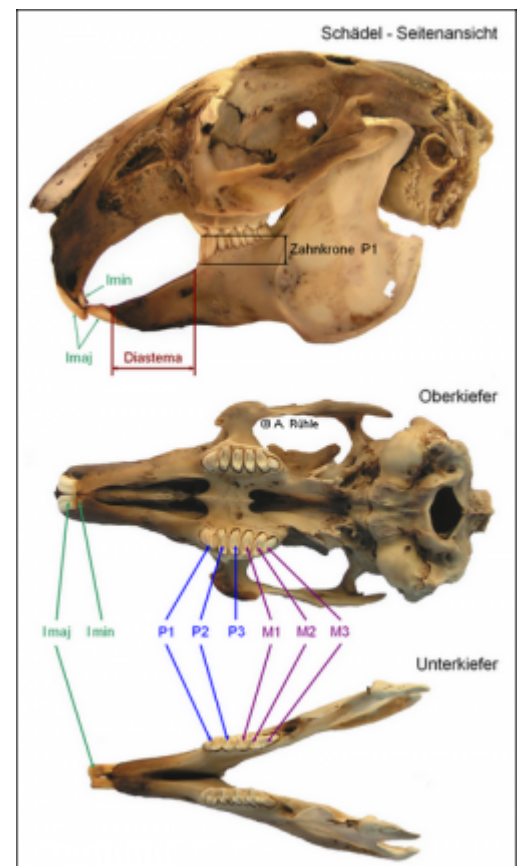 Schädel - Seitenansicht
Zahnkrone P1
Imin
Imaj
Diastema
Oberkiefer
@ A. Rühle
Imaj Imin P1 P2 P3 M1 M2 M3
Unterkiefer